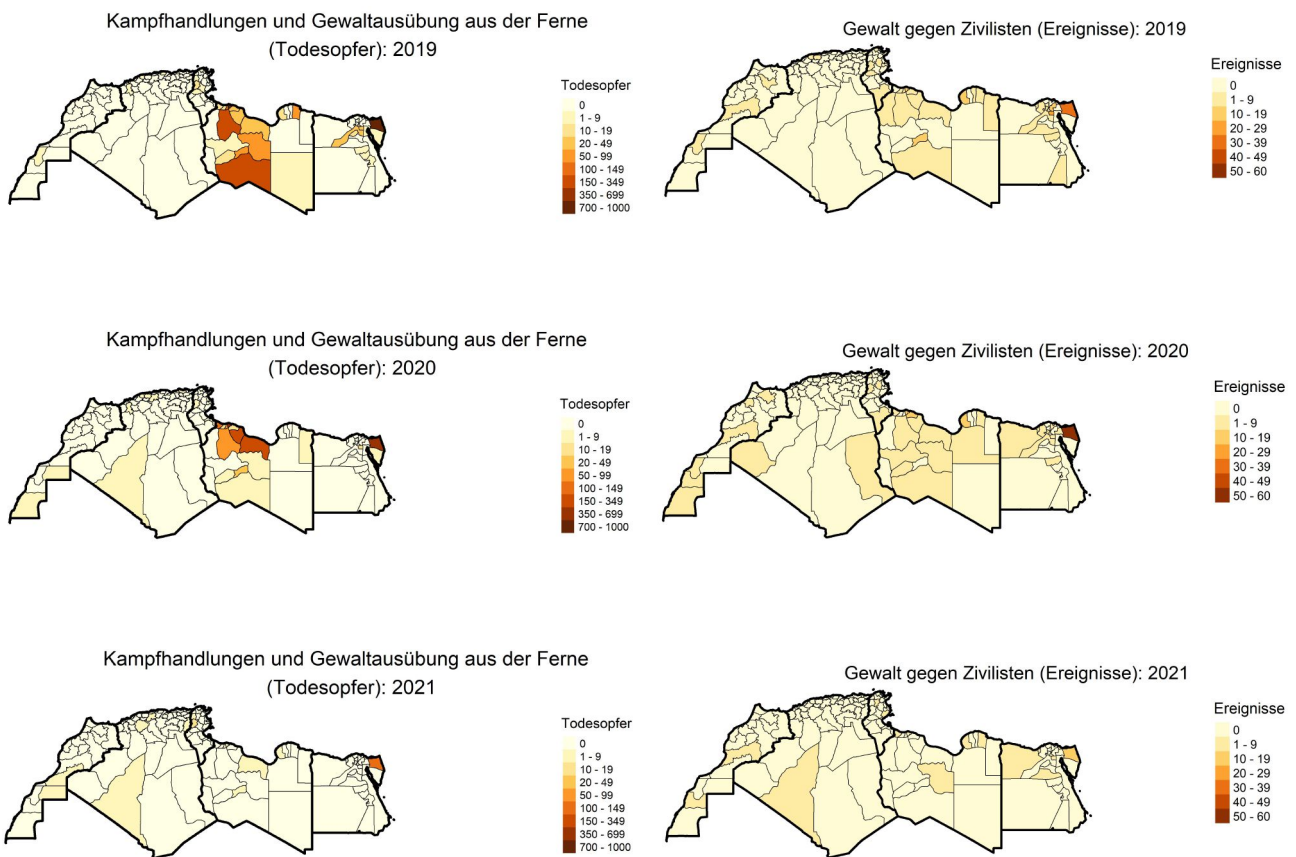 Kampfhandlungen und Gewaltausübung aus der Ferne
(Todesopfer): 2019
Todesopfer
0
1 - 9
10 - 19
20 - 49
50 - 99
100 - 149
150 - 349
350 - 699
700 - 1000
Gewalt gegen Zivilisten (Ereignisse): 2019
Ereignisse
0
1 - 9
10 - 19
20 - 29
30 - 39
40 - 49
50 - 60
Kampfhandlungen und Gewaltausübung aus der Ferne
(Todesopfer): 2020
Todesopfer
0
1 - 9
10 - 19
20 - 49
50 - 99
100 - 149
150 - 349
350 - 699
700 - 1000
Gewalt gegen Zivilisten (Ereignisse): 2020
Ereignisse
0
1 - 9
10 - 19
20 - 29
30 - 39
40 - 49
50 - 60
Kampfhandlungen und Gewaltausübung aus der Ferne
(Todesopfer): 2021
Todesopfer
0
1 - 9
10 - 19
20 - 49
50 - 99
100 - 149
150 - 349
350 - 699
700 - 1000
Gewalt gegen Zivilisten (Ereignisse): 2021
Ereignisse
0
1 - 9
10 - 19
20 - 29
30 - 39
40 - 49
50 - 60